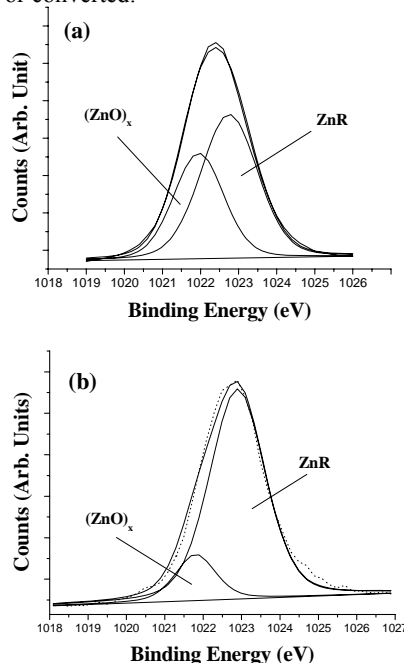 or converted.
(a)
(ZnO)x
ZnR
Counts (Arb. Unit)
1018 1019 1020 1021 1022 1023 1024 1025 1026
Binding Energy (eV)
(b)
ZnR
(ZnO)x
Counts (Arb. Units)
1018 1019 1020 1021 1022 1023 1024 1025 1026 1027
Binding Energy (eV)